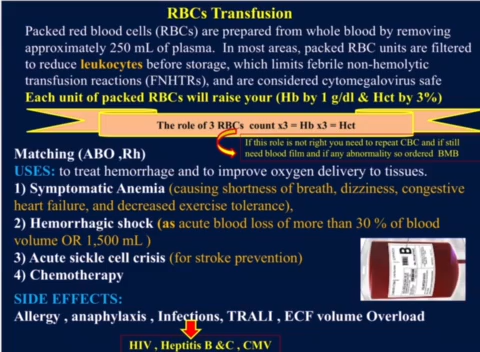 RBCs Transfusion
Packed red blood cells (RBCs) are prepared from whole blood by removing
approximately 250 mL of plasma. In most areas, packed RBC units are filtered
to reduce leukocytes before storage, which limits febrile non-hemolytic
transfusion reactions (FNHTRs), and are considered cytomegalovirus safe
Each unit of packed RBCs will raise your (Hb by 1 g/dl & Hct by 3%)
The role of 3 RBCs count x3 = Hb x3 = Hct
If this role is not right you need to repeat CBC and if still
need blood film and if any abnormality so ordered BMB
Matching (ABO ,Rh)
USES: to treat hemorrhage and to improve oxygen delivery to tissues.
1) Symptomatic Anemia (causing shortness of breath, dizziness, congestive
heart failure, and decreased exercise tolerance),
2) Hemorrhagic shock (as acute blood loss of more than 30 % of blood
volume OR 1,500 mL )
3) Acute sickle cell crisis (for stroke prevention)
4) Chemotherapy
B
SIDE EFFECTS:
Allergy , anaphylaxis , Infections, TRALI , ECF volume Overload
HIV , Heptitis B &C , CMV